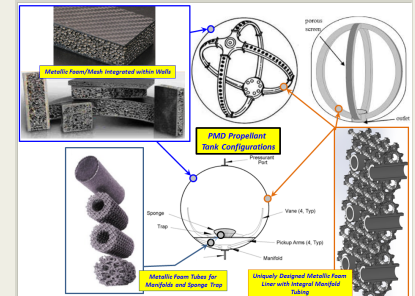 Metallic Foam/Mesh Integrated within Walls
porous
screen
outlet
PMD Propellant
Tank Configurations
Pressurant
Port
Sponge
Trap
Vane (4, Typ)
Pickup Arms (4, Typ)
Manifold
Metallic Foam Tubes for
Manifolds and Sponge Trap
Uniquely Designed Metallic Foam
Liner with Integral Manifold
Tubing